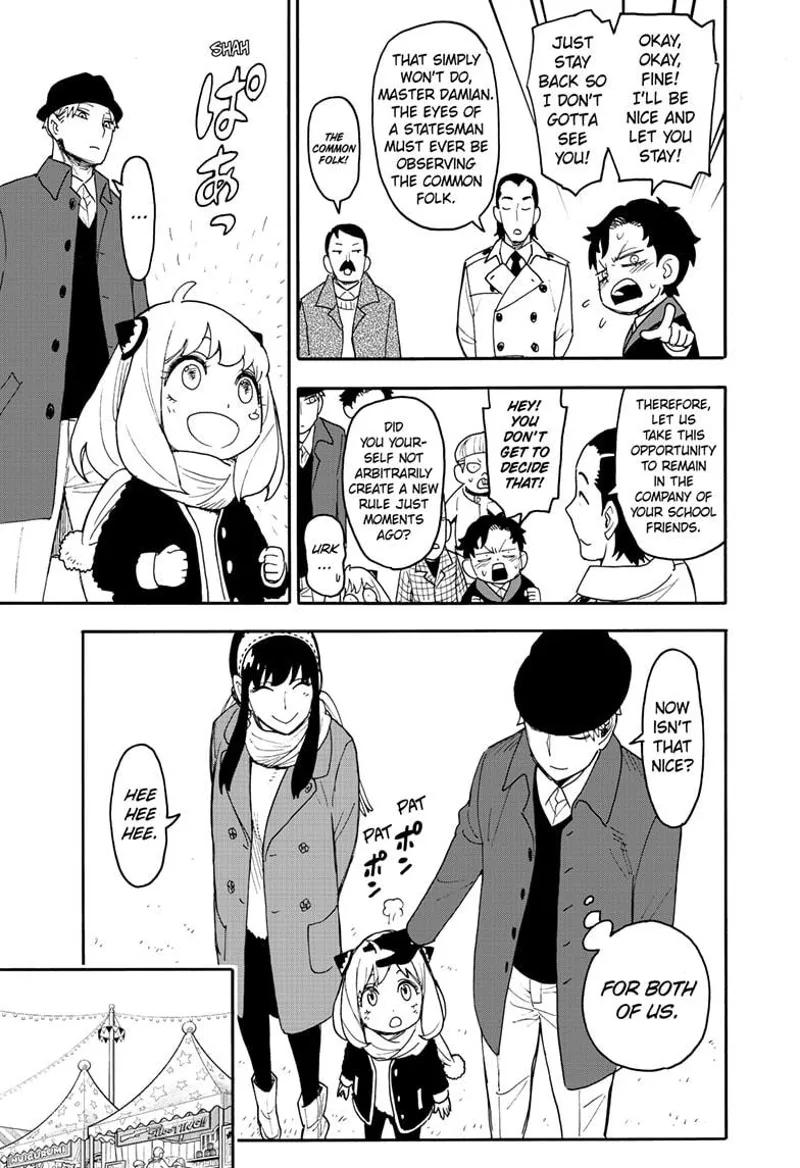 OKAY,
OKAY,
FINE!
I'LL BE
NICE AND
LET YOU
STAY!
JUST
STAY
BACK SO
I DON'T
GOTTA
SEE
YOU!
THAT SIMPLY
WON'T DO,
MASTER DAMIAN.
THE EYES OF
A STATESMAN
MUST EVER BE
OBSERVING
THE COMMON
FOLK.
THE
COMMON
FOLK!
SHAH
ぱあっ
...
THEREFORE,
LET US
TAKE THIS
OPPORTUNITY
TO REMAIN
IN THE
COMPANY OF
YOUR SCHOOL
FRIENDS.
HEY!
YOU
DON'T
GET TO
DECIDE
THAT!
DID
YOU YOUR-
SELF NOT
ARBITRARILY
CREATE A NEW
RULE JUST
MOMENTS
AGO?
URK
...
NOW
ISN'T
THAT
NICE?
PAT
ポン
PAT
ポン
HEE
HEE
HEE.
FOR BOTH
OF US.